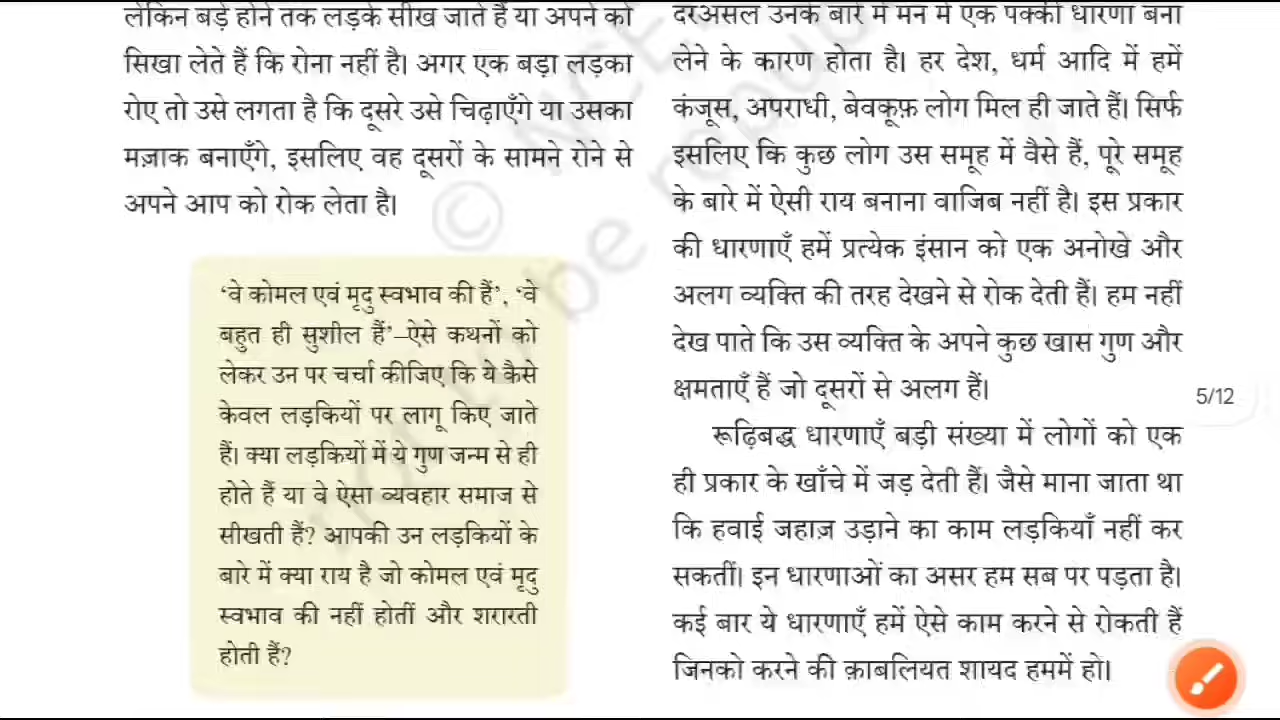 लेकिन बड़े होने तक लड़के सीख जाते हैं या अपने को
सिखा लेते हैं कि रोना नहीं है। अगर एक बड़ा लड़का
रोए तो उसे लगता है कि दूसरे उसे चिढ़ाएँगे या उसका
मज़ाक बनाएँगे, इसलिए वह दूसरों के सामने रोने से
अपने आप को रोक लेता है।
‘वे कोमल एवं मृदु स्वभाव की हैं’, ‘वे
बहुत ही सुशील हैं’–ऐसे कथनों को
लेकर उन पर चर्चा कीजिए कि ये कैसे
केवल लड़कियों पर लागू किए जाते
हैं। क्या लड़कियों में ये गुण जन्म से ही
होते हैं या वे ऐसा व्यवहार समाज से
सीखती हैं? आपकी उन लड़कियों के
बारे में क्या राय है जो कोमल एवं मृदु
स्वभाव की नहीं होतीं और शरारती
होती हैं?
दरअसल उनके बारे में मन में एक पक्की धारणा बना
लेने के कारण होता है। हर देश, धर्म आदि में हमें
कंजूस, अपराधी, बेवकूफ़ लोग मिल ही जाते हैं। सिर्फ
इसलिए कि कुछ लोग उस समूह में वैसे हैं, पूरे समूह
के बारे में ऐसी राय बनाना वाजिब नहीं है। इस प्रकार
की धारणाएँ हमें प्रत्येक इंसान को एक अनोखे और
अलग व्यक्ति की तरह देखने से रोक देती हैं। हम नहीं
देख पाते कि उस व्यक्ति के अपने कुछ खास गुण और
क्षमताएँ हैं जो दूसरों से अलग हैं।
रूढ़िबद्ध धारणाएँ बड़ी संख्या में लोगों को एक
ही प्रकार के खाँचे में जड़ देती हैं। जैसे माना जाता था
कि हवाई जहाज़ उड़ाने का काम लड़कियाँ नहीं कर
सकतीं। इन धारणाओं का असर हम सब पर पड़ता है।
कई बार ये धारणाएँ हमें ऐसे काम करने से रोकती हैं
जिनको करने की क़ाबलियत शायद हममें हो।
5/12
© NCE
be repu